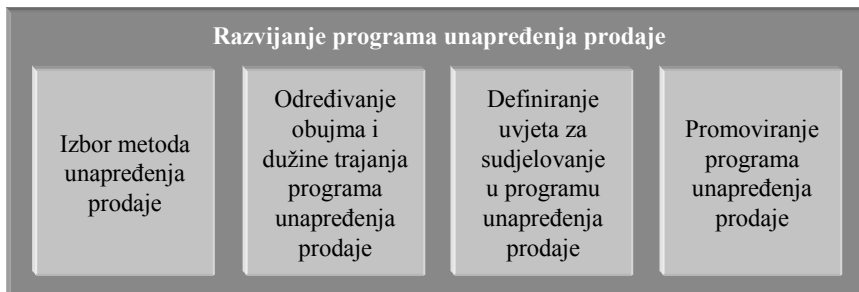 Razvijanje programa unapređenja prodaje
Izbor metoda
unapređenja
prodaje
Određivanje
obujma i
dužine trajanja
programa
unapređenja
prodaje
Definiranje
uvjeta za
sudjelovanje
u programu
unapređenja
prodaje
Promoviranje
programa
unapređenja
prodaje